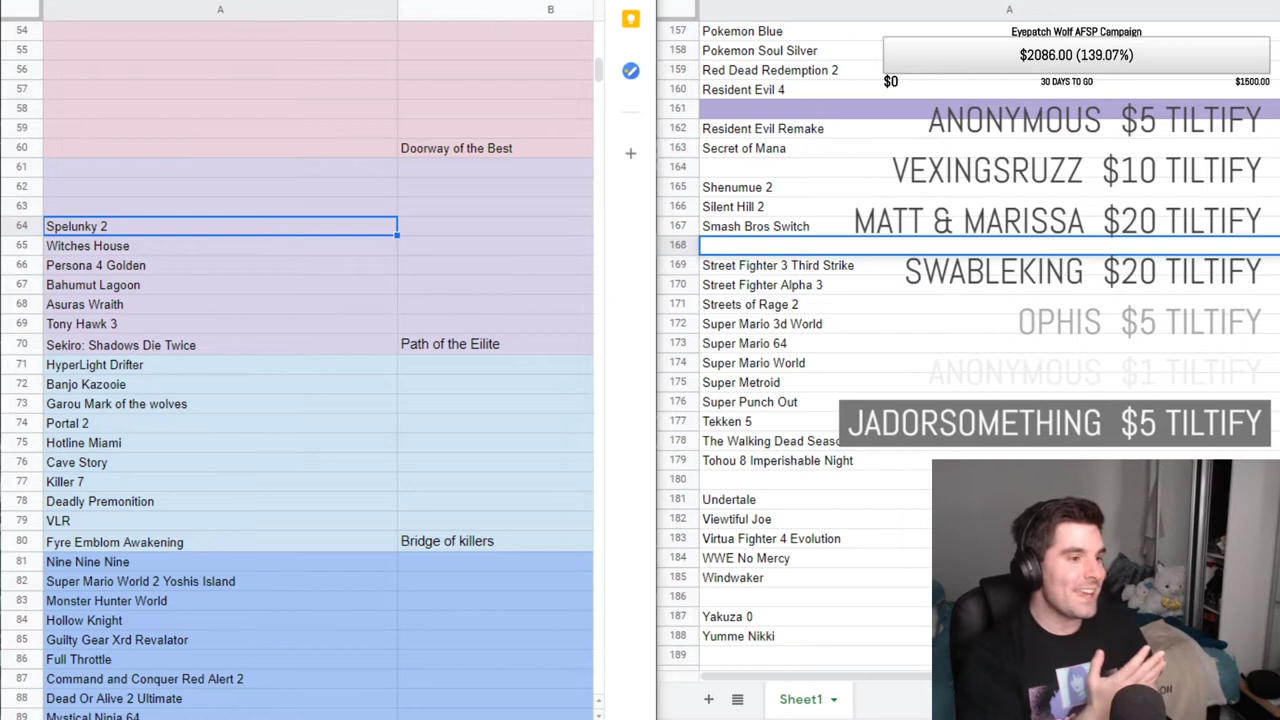 A
B
54
55
56
57
58
59
60 Doorway of the Best
61
62
63
64 Spelunky 2
65 Witches House
66 Persona 4 Golden
67 Bahumut Lagoon
68 Asuras Wraith
69 Tony Hawk 3
70 Sekiro: Shadows Die Twice Path of the Eilite
71 HyperLight Drifter
72 Banjo Kazooie
73 Garou Mark of the wolves
74 Portal 2
75 Hotline Miami
76 Cave Story
77 Killer 7
78 Deadly Premonition
79 VLR
80 Fyre Emblom Awakening Bridge of killers
81 Nine Nine Nine
82 Super Mario World 2 Yoshis Island
83 Monster Hunter World
84 Hollow Knight
85 Guilty Gear Xrd Revalator
86 Full Throttle
87 Command and Conquer Red Alert 2
88 Dead Or Alive 2 Ultimate
89 Mystical Ninja 64
A
157 Pokemon Blue
158 Pokemon Soul Silver
159 Red Dead Redemption 2
160 Resident Evil 4
161
162 Resident Evil Remake
163 Secret of Mana
164
165 Shenumue 2
166 Silent Hill 2
167 Smash Bros Switch
168
169 Street Fighter 3 Third Strike
170 Street Fighter Alpha 3
171 Streets of Rage 2
172 Super Mario 3d World
173 Super Mario 64
174 Super Mario World
175 Super Metroid
176 Super Punch Out
177 Tekken 5
178 The Walking Dead Seaso
179 Tohou 8 Imperishable Night
180
181 Undertale
182 Viewtiful Joe
183 Virtua Fighter 4 Evolution
184 WWE No Mercy
185 Windwaker
186
187 Yakuza 0
188 Yumme Nikki
189
Sheet1
Eyepatch Wolf AFSP Campaign
$2086.00 (139.07%)
$0 30 DAYS TO GO $1500.00
ANONYMOUS $5 TILTIFY
VEXINGSRUZZ $10 TILTIFY
MATT & MARISSA $20 TILTIFY
SWABLEKING $20 TILTIFY
OPHIS $5 TILTIFY
ANONYMOUS $1 TILTIFY
JADORSOMETHING $5 TILTIFY